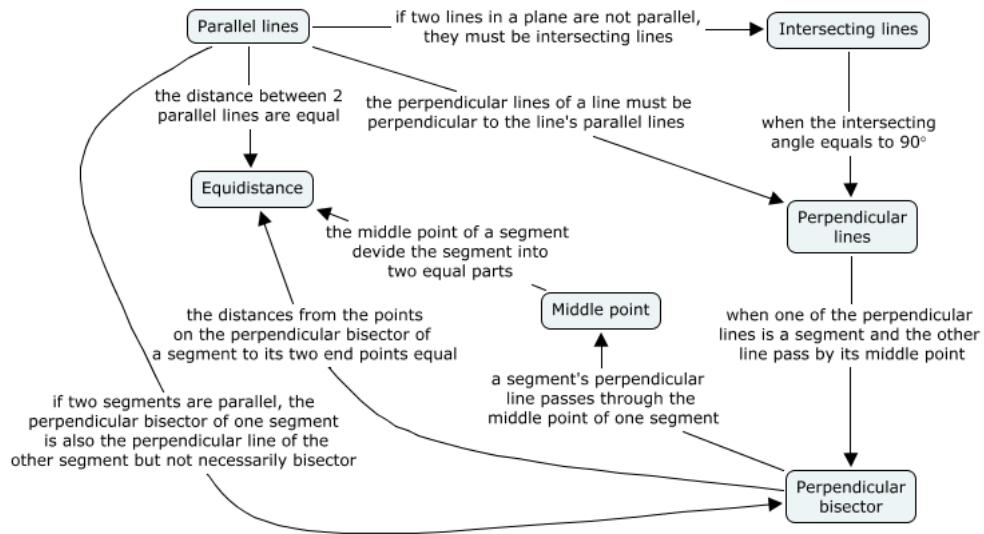 Parallel lines
if two lines in a plane are not parallel,
they must be intersecting lines
Intersecting lines
the distance between 2
parallel lines are equal
the perpendicular lines of a line must be
perpendicular to the line's parallel lines
when the intersecting
angle equals to 90°
Equidistance
Perpendicular
lines
the middle point of a segment
devide the segment into
two equal parts
Middle point
the distances from the points
on the perpendicular bisector of
a segment to its two end points equal
when one of the perpendicular
lines is a segment and the other
line pass by its middle point
a segment's perpendicular
line passes through the
middle point of one segment
if two segments are parallel, the
perpendicular bisector of one segment
is also the perpendicular line of the
other segment but not necessarily bisector
Perpendicular
bisector